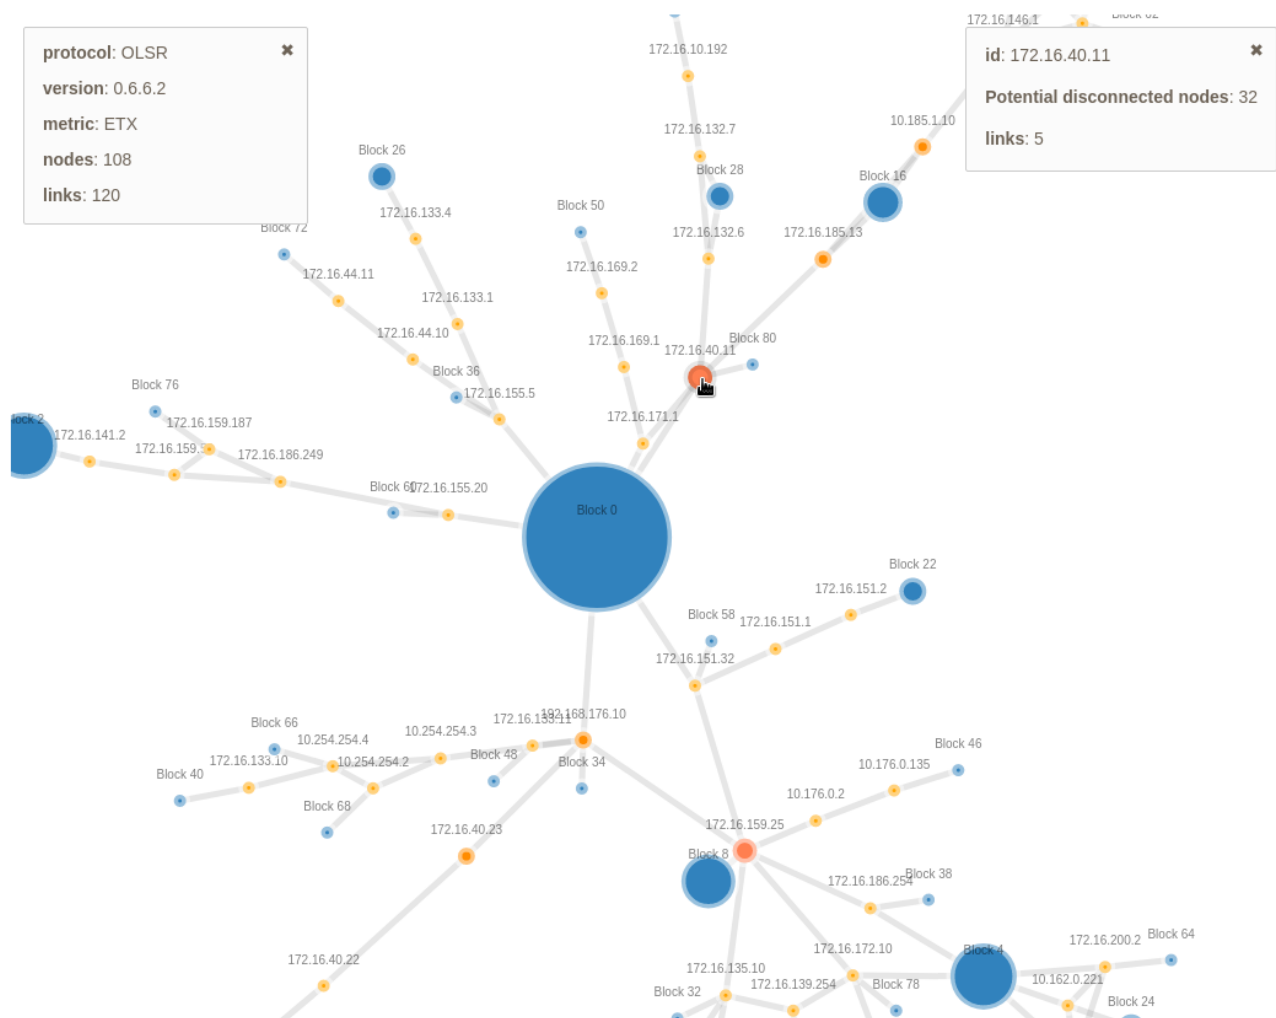 172.16.146.1
Block 62
protocol: OLSR
version: 0.6.6.2
metric: ETX
nodes: 108
links: 120
id: 172.16.40.11
Potential disconnected nodes: 32
links: 5
172.16.10.192
10.185.1.10
172.16.132.7
Block 26
Block 28
Block 16
Block 50
172.16.133.4
Block 72
172.16.132.6
172.16.185.13
172.16.169.2
172.16.44.11
172.16.133.1
172.16.44.10
172.16.169.1
Block 80
172.16.40.11
Block 36
Block 76
172.16.155.5
172.16.171.1
lock 2
172.16.159.187
172.16.141.2
172.16.159.
172.16.186.249
Block 60
172.16.155.20
Block 0
Block 22
172.16.151.2
Block 58
172.16.151.1
172.16.151.32
192.168.176.10
172.16.133.11
Block 66
10.254.254.3
10.254.254.4
Block 46
Block 48
172.16.133.10
10.254.254.2
Block 34
10.176.0.135
Block 40
10.176.0.2
Block 68
172.16.159.25
172.16.40.23
Block 8
Block 38
172.16.186.254
Block 64
172.16.200.2
172.16.172.10
Block 4
172.16.40.22
172.16.135.10
10.162.0.221
172.16.139.254
Block 78
Block 32
Block 24